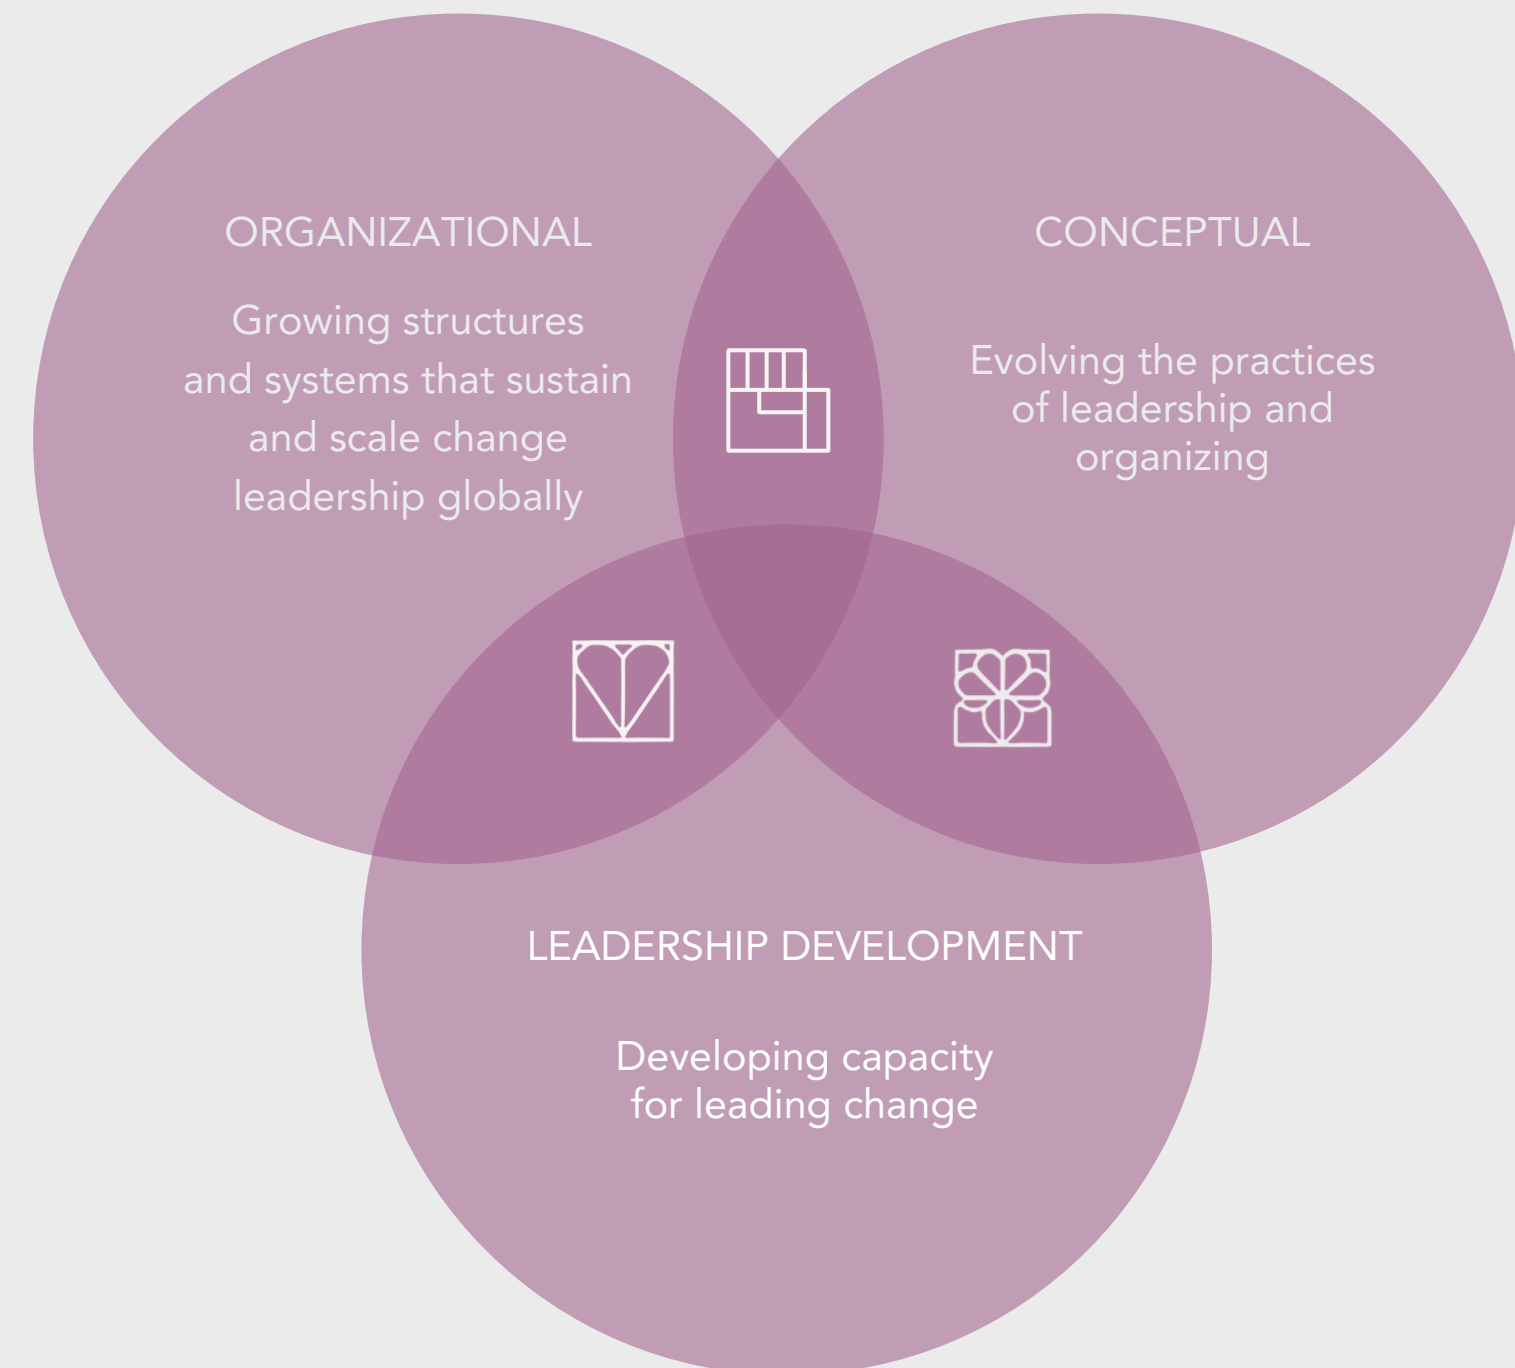 ORGANIZATIONAL
Growing structures
and systems that sustain
and scale change
leadership globally
CONCEPTUAL
Evolving the practices
of leadership and
organizing
LEADERSHIP DEVELOPMENT
Developing capacity
for leading change